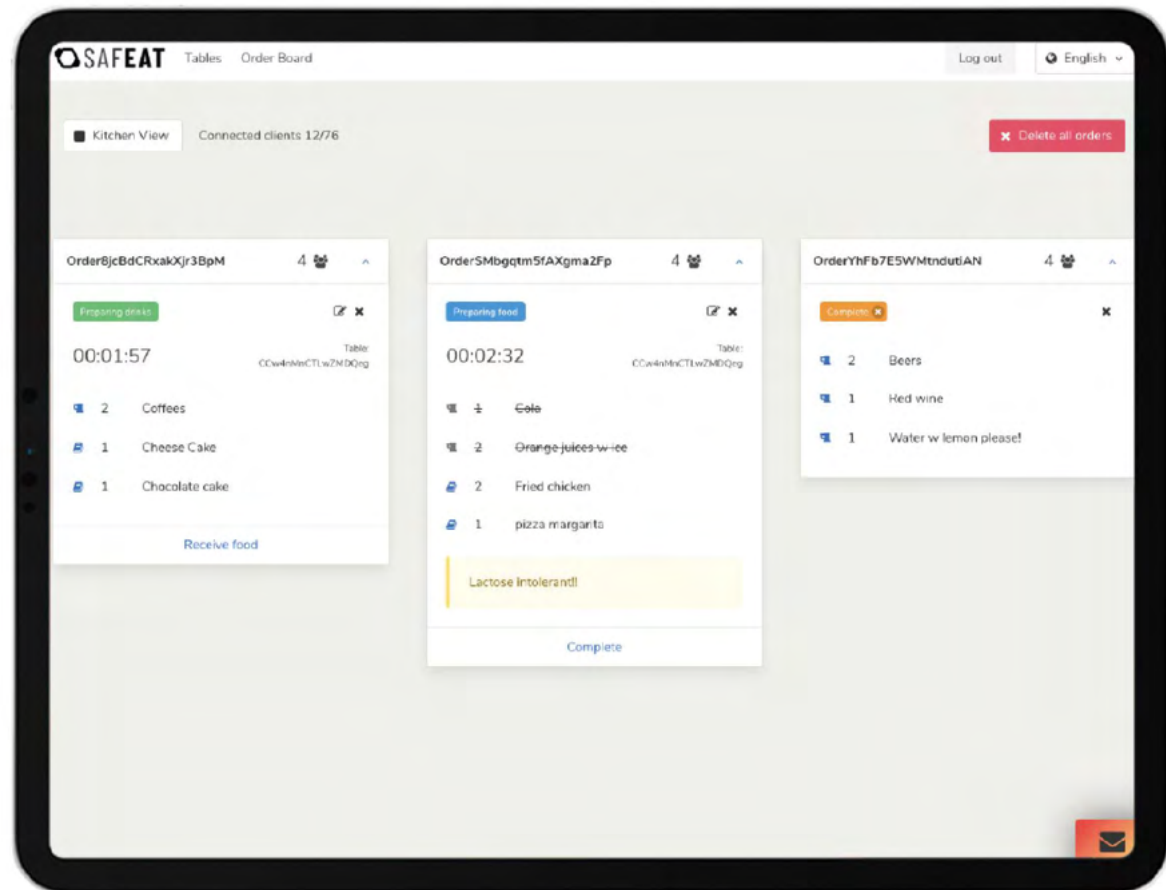 SAFEAT Tables Order Board Log out English
Kitchen View Connected clients 12/76 Delete all orders
Order8jcBdCRxakXjr3BpM 4
Preparing drinks
00:01:57 Table:
CCw4nMnCTLwZMDQeg
2 Coffees
1 Cheese Cake
1 Chocolate cake
Receive food
OrderSMbgqtm5fAXgma2Fp 4
Preparing food
00:02:32 Table:
CCw4nMnCTLwZMDQeg
1 Cola
2 Orange juices w ice
2 Fried chicken
1 pizza margarita
Lactose intolerant!!
Complete
OrderYhFb7E5WMtndutiAN 4
Complete
2 Beers
1 Red wine
1 Water w lemon please!